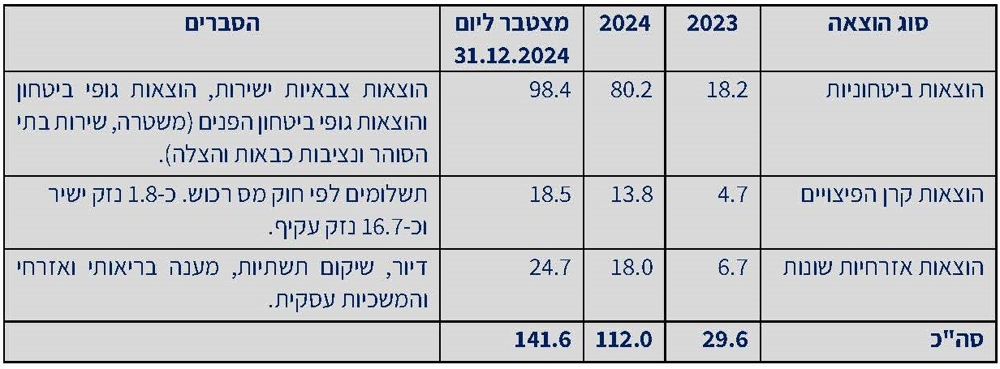 סוג הוצאה 2023 2024 מצטבר ליום הסברים
31.12.2024
הוצאות ביטחוניות 18.2 80.2 98.4 הוצאות צבאיות ישירות, הוצאות גופי ביטחון
והוצאות גופי ביטחון הפנים (משטרה, שירות בתי
הסוהר ונציבות כבאות והצלה).
הוצאות קרן הפיצויים 4.7 13.8 18.5 תשלומים לפי חוק מס רכוש. כ-1.8 נזק ישיר
וכ-16.7 נזק עקיף.
הוצאות אזרחיות שונות 6.7 18.0 24.7 דיור, שיקום תשתיות, מענה בריאותי ואזרחי
והמשכיות עסקית.
סה"כ 29.6 112.0 141.6